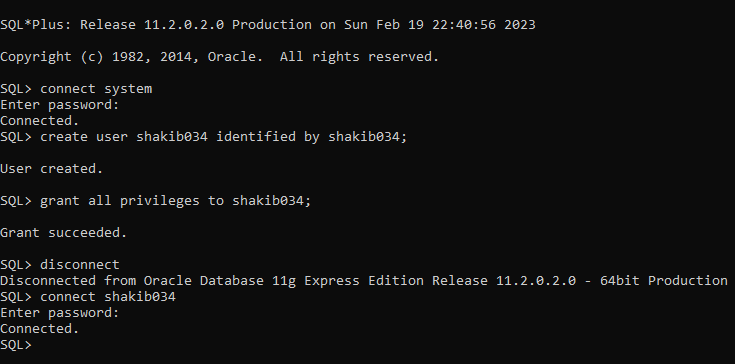 SQL*Plus: Release 11.2.0.2.0 Production on Sun Feb 19 22:40:56 2023
Copyright (c) 1982, 2014, Oracle.  All rights reserved.
SQL> connect system
Enter password:
Connected.
SQL> create user shakib034 identified by shakib034;
User created.
SQL> grant all privileges to shakib034;
Grant succeeded.
SQL> disconnect
Disconnected from Oracle Database 11g Express Edition Release 11.2.0.2.0 - 64bit Production
SQL> connect shakib034
Enter password:
Connected.
SQL>